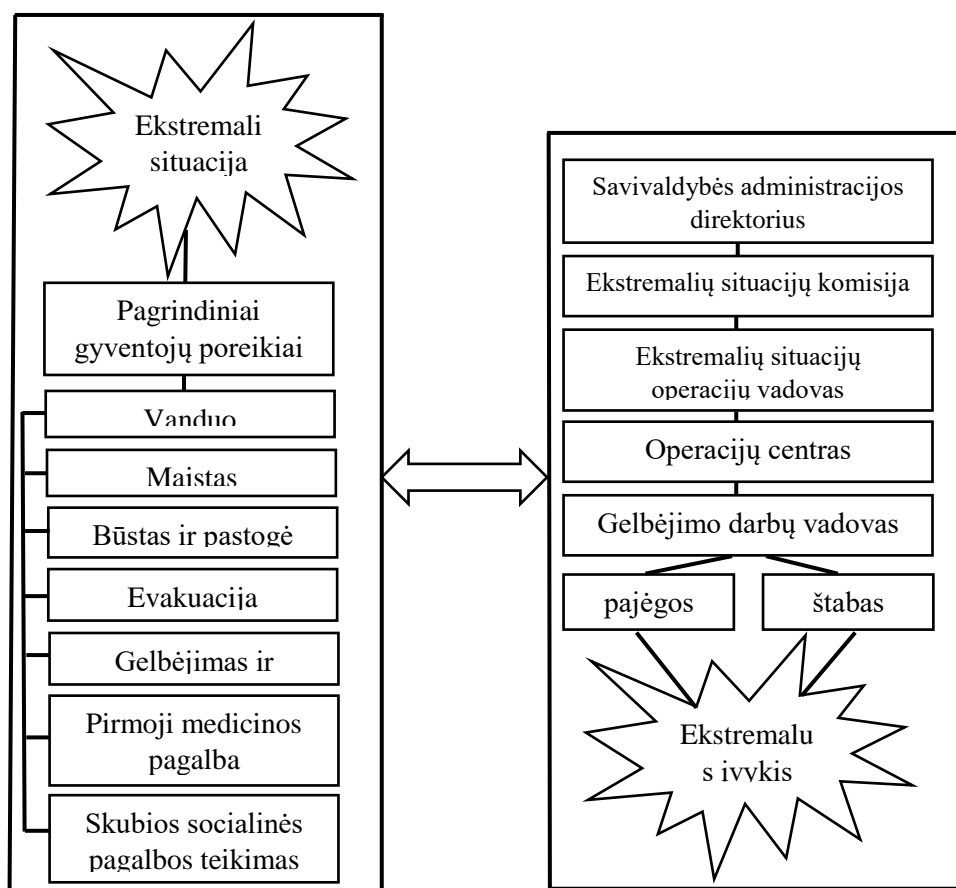 Ekstremali
situacija
Pagrindiniai
gyventojų poreikiai
Vanduo
Maistas
Būstas ir pastogė
Evakuacija
Gelbėjimas ir
Pirmoji medicinos
pagalba
Skubios socialinės
pagalbos teikimas
Savivaldybės administracijos
direktorius
Ekstremalių situacijų komisija
Ekstremalių situacijų
operacijų vadovas
Operacijų centras
Gelbėjimo darbų vadovas
pajėgos
štabas
Ekstremalu
s įvykis